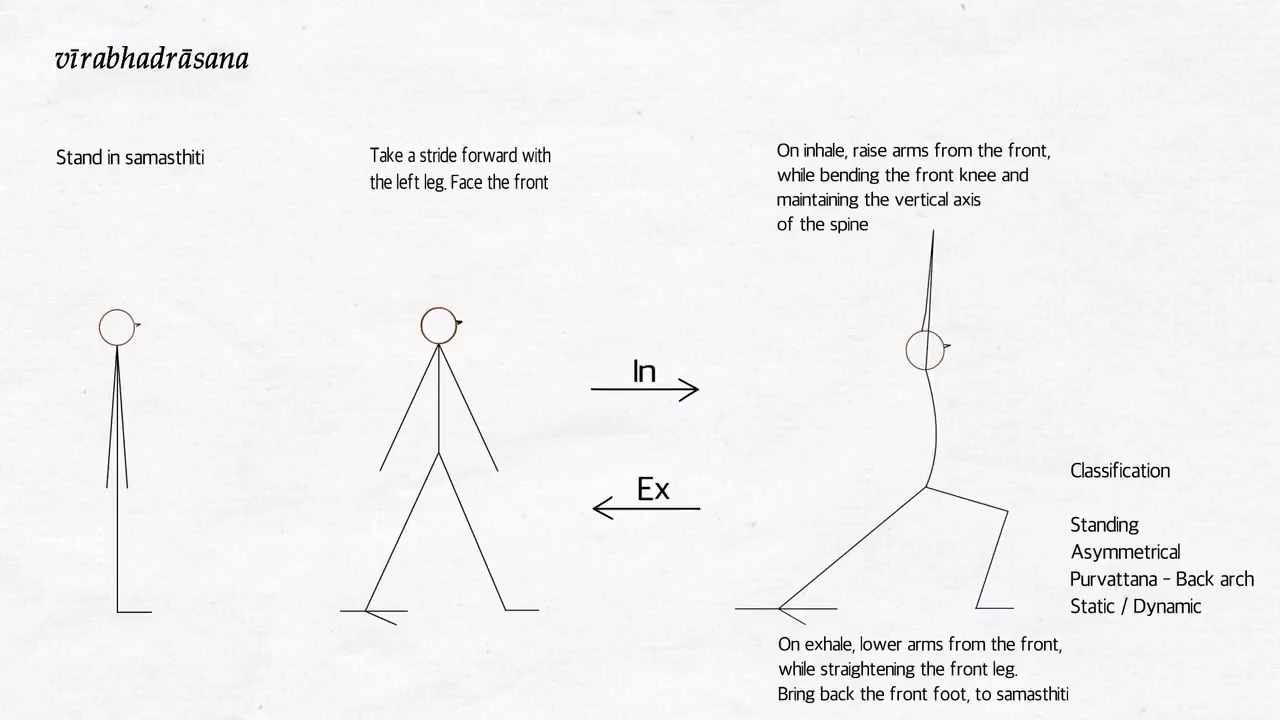 vīrabhadrāsana
Stand in samasthiti
Take a stride forward with
the left leg. Face the front
On inhale, raise arms from the front,
while bending the front knee and
maintaining the vertical axis
of the spine
In
Ex
Classification
Standing
Asymmetrical
Purvattana - Back arch
Static / Dynamic
On exhale, lower arms from the front,
while straightening the front leg.
Bring back the front foot, to samasthiti